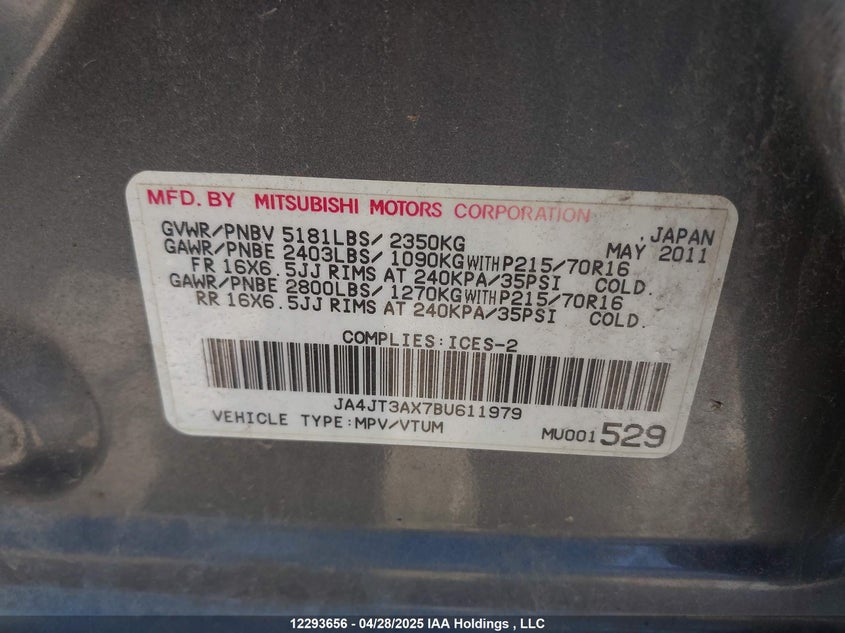 MFD. BY MITSUBISHI MOTORS CORPORATION
GVWR/PNBV 5181LBS/ 2350KG , JAPAN
GAWR/PNBE 2403LBS/ 1090KG WITH P215/70R16 MAY 2011
FR 16X6.5JJ RIMS AT 240KPA/35PSI COLD.
GAWR/PNBE 2800LBS/ 1270KG WITH P215/70R16
RR 16X6.5JJ RIMS AT 240KPA/35PSI COLD.
COMPLIES:ICES-2
JA4JT3AX7BU611979
VEHICLE TYPE:MPV/VTUM MU001529
12293656 - 04/28/2025 IAA Holdings , LLC